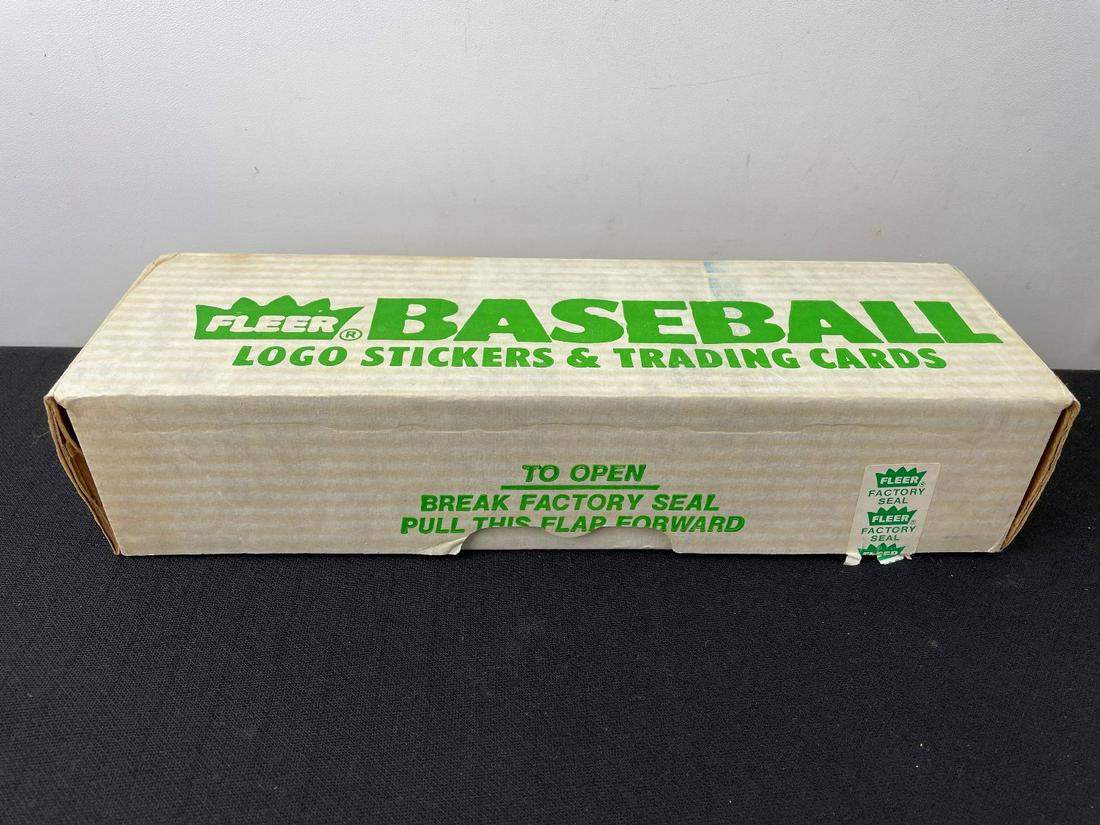 FLEER® BASEBALL
LOGO STICKERS & TRADING CARDS
TO OPEN
BREAK FACTORY SEAL
PULL THIS FLAP FORWARD
FLEER®
FACTORY
SEAL
FLEER®
FACTORY
SEAL
FLEER